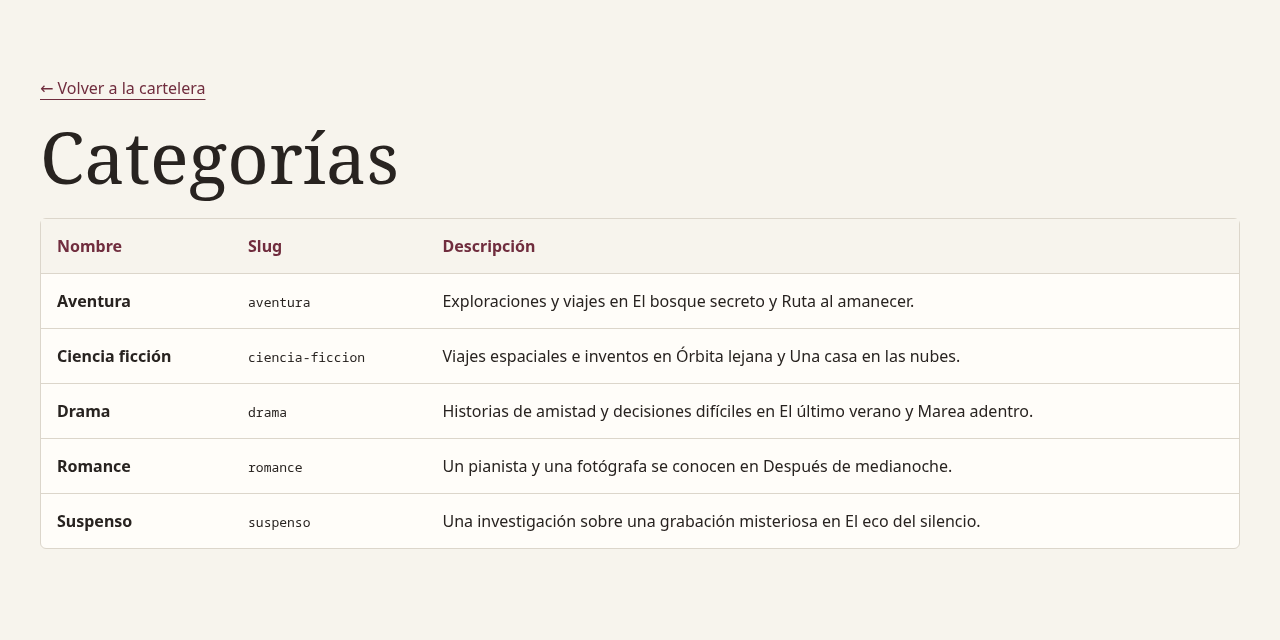 ← Volver a la cartelera
Categorías
Nombre Slug Descripción
Aventura aventura Exploraciones y viajes en El bosque secreto y Ruta al amanecer.
Ciencia ficción ciencia-ficcion Viajes espaciales e inventos en Órbita lejana y Una casa en las nubes.
Drama drama Historias de amistad y decisiones difíciles en El último verano y Marea adentro.
Romance romance Un pianista y una fotógrafa se conocen en Después de medianoche.
Suspenso suspenso Una investigación sobre una grabación misteriosa en El eco del silencio.